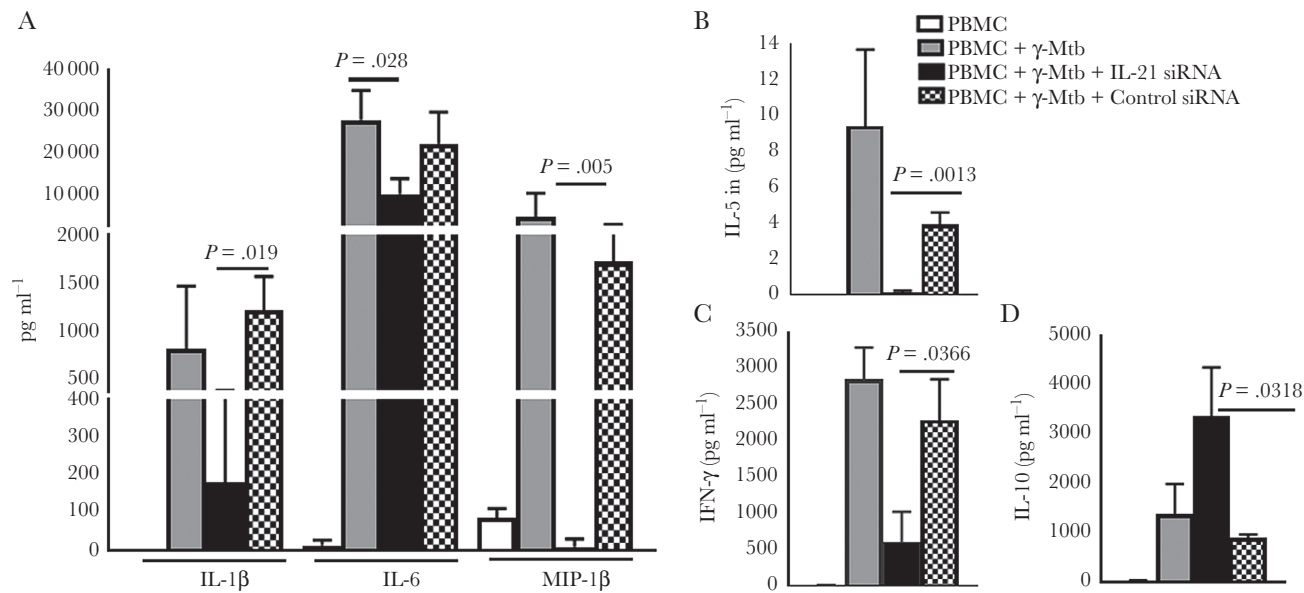 A
pg ml–1
40 000
30 000
20 000
10 000
2000
1500
1000
500
400
300
200
100
0
P = .019
P = .028
P = .005
IL-1β
IL-6
MIP-1β
B
PBMC
PBMC + γ-Mtb
PBMC + γ-Mtb + IL-21 siRNA
PBMC + γ-Mtb + Control siRNA
IL-5 in (pg ml–1)
14
12
10
8
6
4
2
0
P = .0013
C
IFN-γ (pg ml–1)
3500
3000
2500
2000
1500
1000
500
0
P = .0366
D
IL-10 (pg ml–1)
5000
4000
3000
2000
1000
0
P = .0318